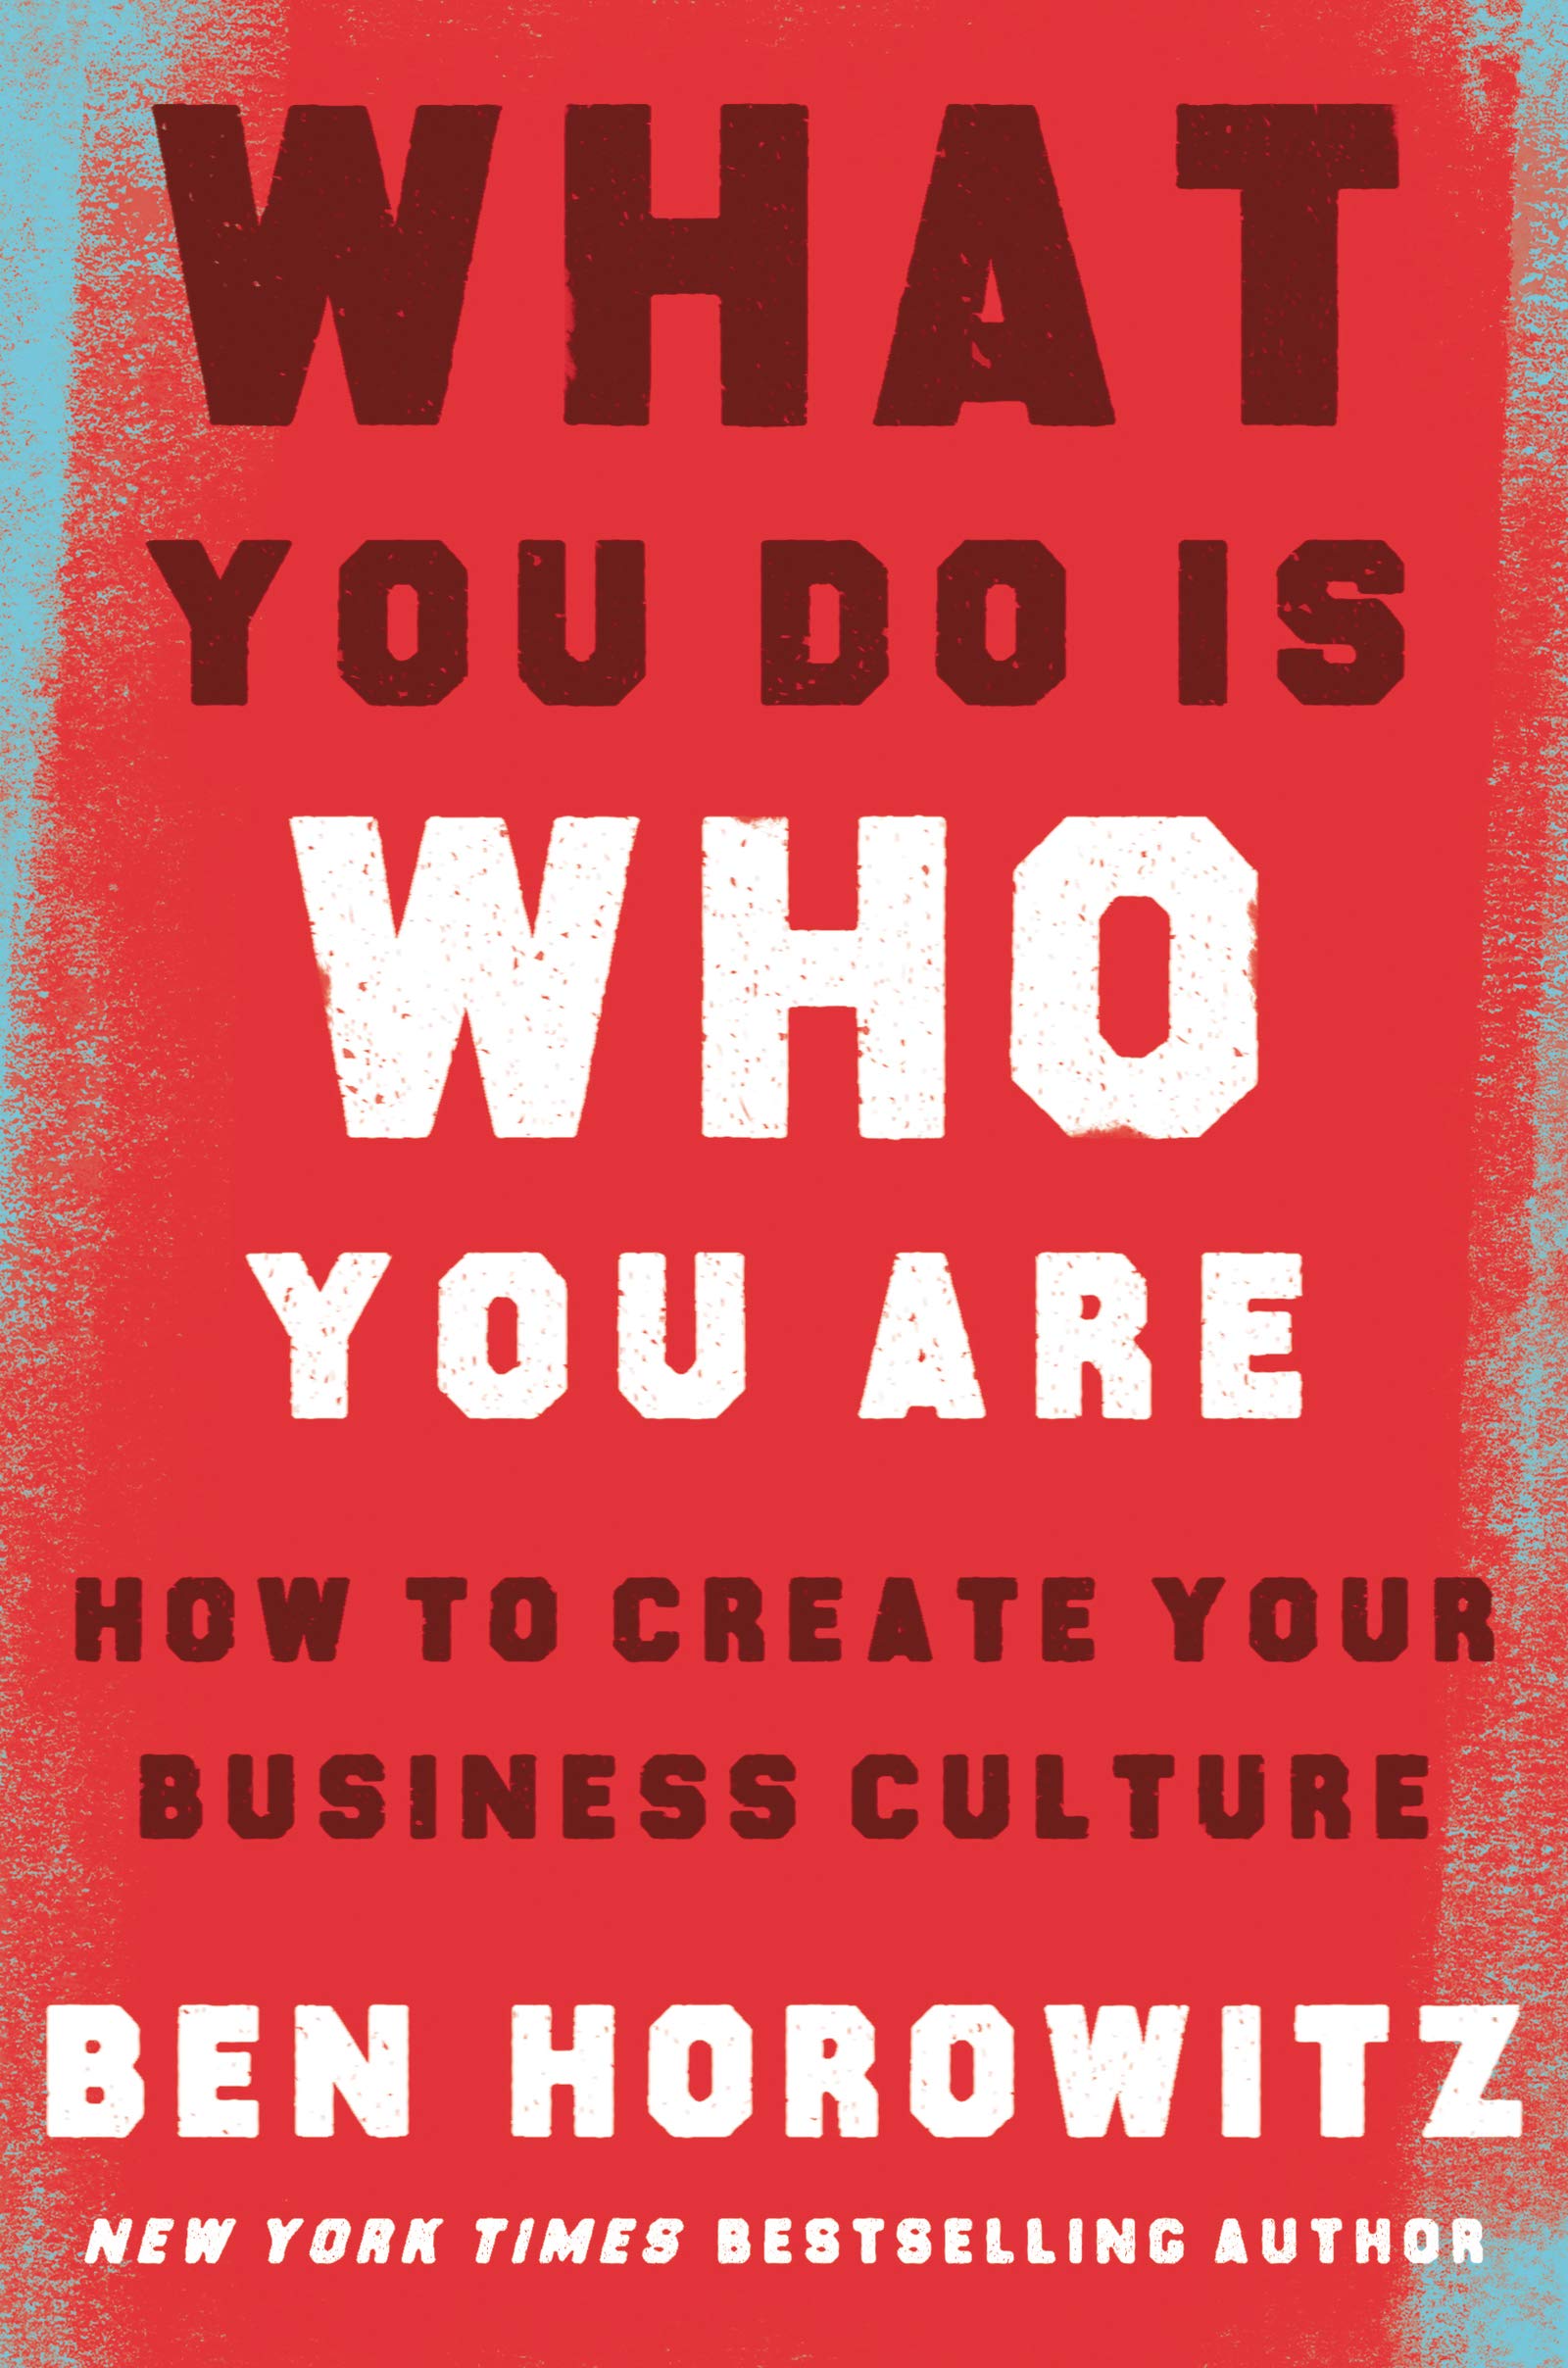 WHAT
YOU DO IS
WHO
YOU ARE
HOW TO CREATE YOUR
BUSINESS CULTURE
BEN HOROWITZ
NEW YORK TIMES BESTSELLING AUTHOR